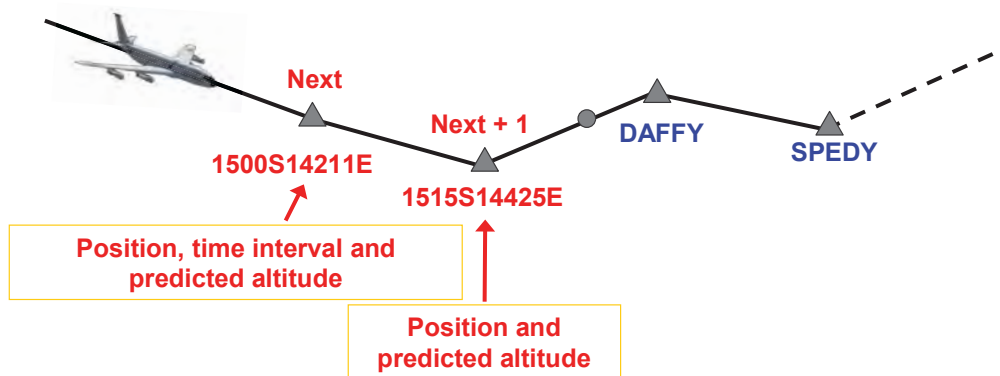 Next
Next + 1
DAFFY
SPEDY
1500S14211E
1515S14425E
Position, time interval and
predicted altitude
Position and
predicted altitude